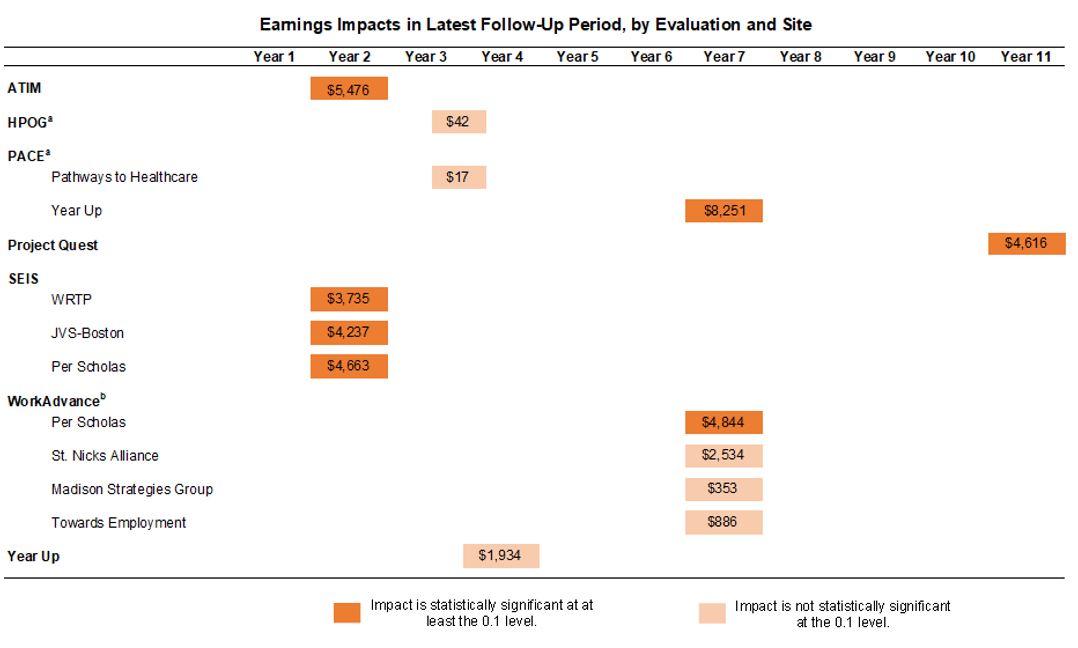 Earnings Impacts in Latest Follow-Up Period, by Evaluation and Site
Year 1 Year 2 Year 3 Year 4 Year 5 Year 6 Year 7 Year 8 Year 9 Year 10 Year 11
ATIM $5,476
HPOGª $42
PACEª
Pathways to Healthcare $17
Year Up $8,251
Project Quest $4,616
SEIS
WRTP $3,735
JVS-Boston $4,237
Per Scholas $4,663
WorkAdvanceᵇ
Per Scholas $4,844
St. Nicks Alliance $2,534
Madison Strategies Group $353
Towards Employment $886
Year Up $1,934
Impact is statistically significant at at
least the 0.1 level.
Impact is not statistically significant
at the 0.1 level.